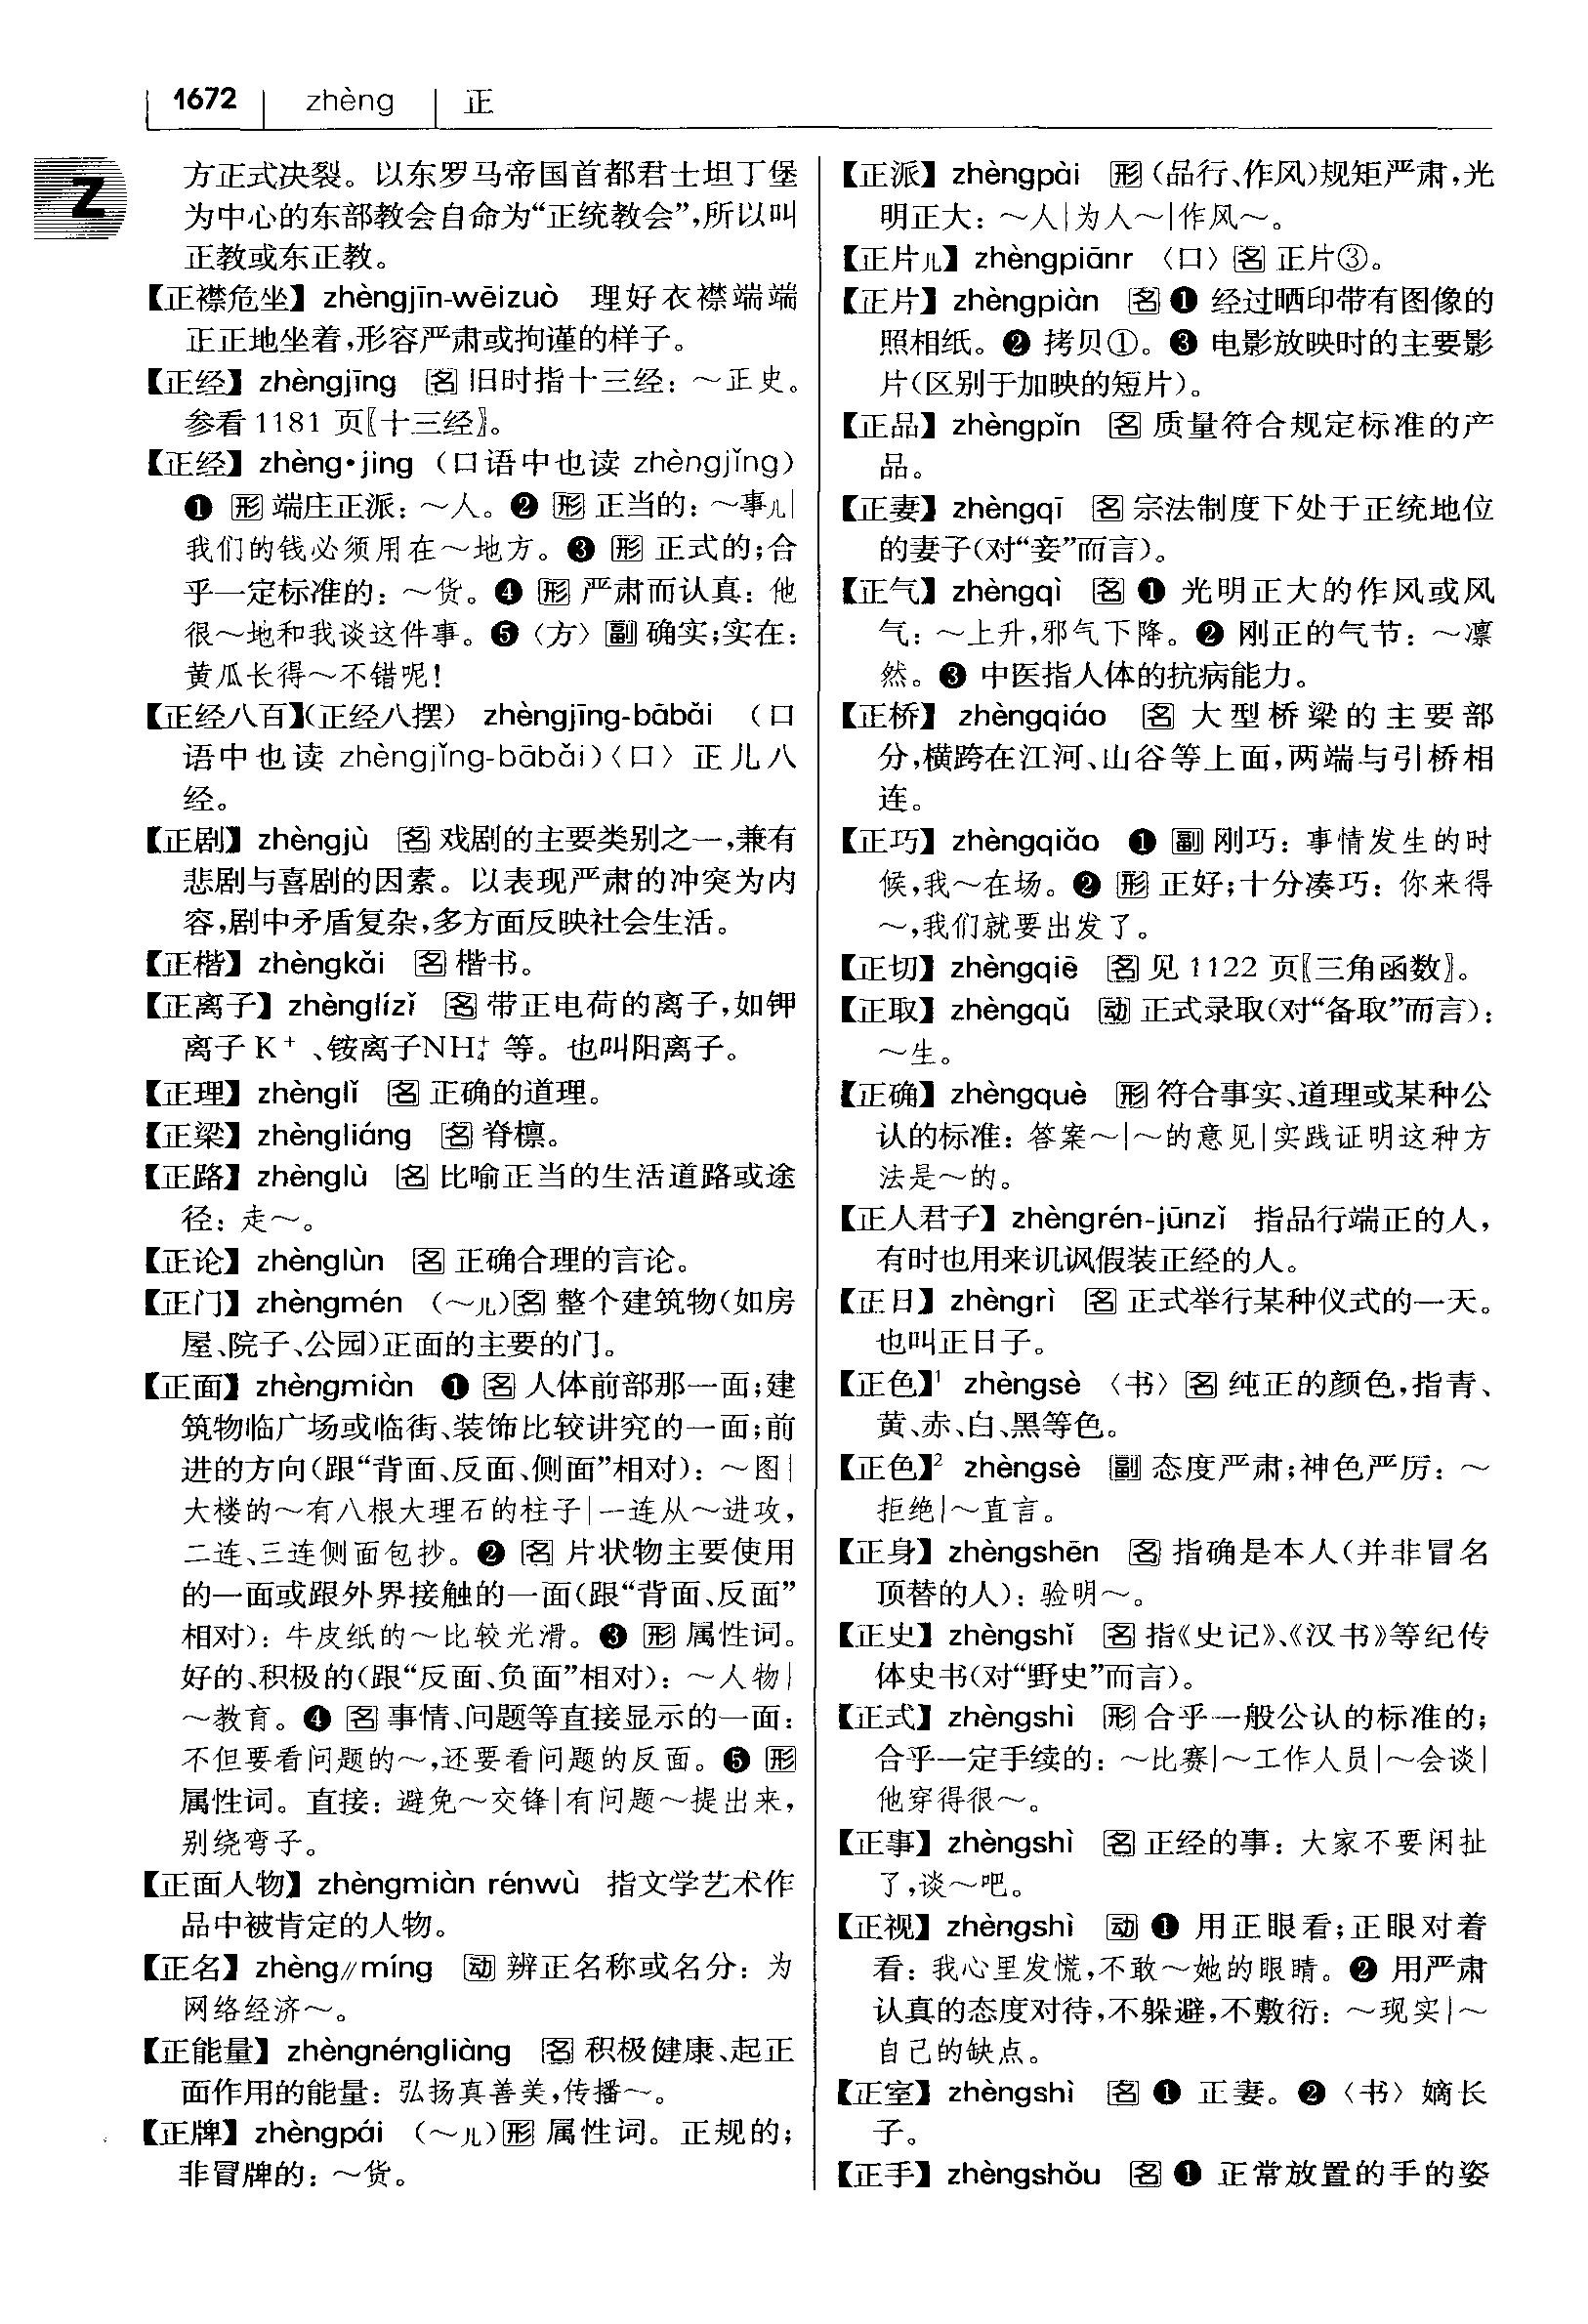 1672 zhèng 正
Z
方正式决裂。以东罗马帝国首都君士坦丁堡
为中心的东部教会自命为“正统教会”,所以叫
正教或东正教。
【正襟危坐】 zhèngjīn-wēizuò 理好衣襟端端
正正地坐着,形容严肃或拘谨的样子。
【正经】 zhèngjīng 名 旧时指十三经：～正史。
参看1181 页〖十三经〗。
【正经】 zhèng•jing (口语中也读 zhèngjǐng)
❶ 形 端庄正派：～人。❷ 形 正当的：～事儿|
我们的钱必须用在～地方。❸ 形 正式的;合
乎一定标准的：～货。❹ 形 严肃而认真：他
很～地和我谈这件事。❺〈方〉副 确实;实在：
黄瓜长得～不错呢!
【正经八百】(正经八摆) zhèngjīng-bābǎi (口
语中也读 zhèngjǐng-bābǎi)〈口〉正儿八
经。
【正剧】 zhèngjù 名 戏剧的主要类别之一,兼有
悲剧与喜剧的因素。以表现严肃的冲突为内
容,剧中矛盾复杂,多方面反映社会生活。
【正楷】 zhèngkǎi 名 楷书。
【正离子】 zhènglízǐ 名 带正电荷的离子,如钾
离子 K⁺、铵离子NH₄⁺ 等。也叫阳离子。
【正理】 zhènglǐ 名 正确的道理。
【正梁】 zhèngliáng 名 脊檩。
【正路】 zhènglù 名 比喻正当的生活道路或途
径：走～。
【正论】 zhènglùn 名 正确合理的言论。
【正门】 zhèngmén (～儿)名 整个建筑物(如房
屋、院子、公园)正面的主要的门。
【正面】 zhèngmiàn ❶ 名 人体前部那一面;建
筑物临广场或临街、装饰比较讲究的一面;前
进的方向(跟“背面、反面、侧面”相对)：～图|
大楼的～有八根大理石的柱子|一连从～进攻,
二连、三连侧面包抄。❷ 名 片状物主要使用
的一面或跟外界接触的一面(跟“背面、反面”
相对)：牛皮纸的～比较光滑。❸ 形 属性词。
好的、积极的(跟“反面、负面”相对)：～人物|
～教育。❹ 名 事情、问题等直接显示的一面：
不但要看问题的～,还要看问题的反面。❺ 形
属性词。直接：避免～交锋|有问题～提出来,
别绕弯子。
【正面人物】 zhèngmiàn rénwù 指文学艺术作
品中被肯定的人物。
【正名】 zhèng//míng 动 辨正名称或名分：为
网络经济～。
【正能量】 zhèngnéngliàng 名 积极健康、起正
面作用的能量：弘扬真善美,传播～。
【正牌】 zhèngpái (～儿)形 属性词。正规的;
非冒牌的：～货。
【正派】 zhèngpài 形 (品行、作风)规矩严肃,光
明正大：～人|为人～|作风～。
【正片儿】 zhèngpiānr 〈口〉名 正片③。
【正片】 zhèngpiàn 名 ❶ 经过晒印带有图像的
照相纸。❷ 拷贝①。❸ 电影放映时的主要影
片(区别于加映的短片)。
【正品】 zhèngpǐn 名 质量符合规定标准的产
品。
【正妻】 zhèngqī 名 宗法制度下处于正统地位
的妻子(对“妾”而言)。
【正气】 zhèngqì 名 ❶ 光明正大的作风或风
气：～上升,邪气下降。❷ 刚正的气节：～凛
然。❸ 中医指人体的抗病能力。
【正桥】 zhèngqiáo 名 大型桥梁的主要部
分,横跨在江河、山谷等上面,两端与引桥相
连。
【正巧】 zhèngqiǎo ❶ 副 刚巧：事情发生的时
候,我～在场。❷ 形 正好;十分凑巧：你来得
～,我们就要出发了。
【正切】 zhèngqiē 名 见 1122 页〖三角函数〗。
【正取】 zhèngqǔ 动 正式录取(对“备取”而言)：
～生。
【正确】 zhèngquè 形 符合事实、道理或某种公
认的标准：答案～|～的意见|实践证明这种方
法是～的。
【正人君子】 zhèngrén-jūnzǐ 指品行端正的人,
有时也用来讥讽假装正经的人。
【正日】 zhèngrì 名 正式举行某种仪式的一天。
也叫正日子。
【正色】¹ zhèngsè 〈书〉名 纯正的颜色,指青、
黄、赤、白、黑等色。
【正色】² zhèngsè 副 态度严肃;神色严厉：～
拒绝|～直言。
【正身】 zhèngshēn 名 指确是本人(并非冒名
顶替的人)：验明～。
【正史】 zhèngshǐ 名 指《史记》、《汉书》等纪传
体史书(对“野史”而言)。
【正式】 zhèngshì 形 合乎一般公认的标准的;
合乎一定手续的：～比赛|～工作人员|～会谈|
他穿得很～。
【正事】 zhèngshì 名 正经的事：大家不要闲扯
了,谈～吧。
【正视】 zhèngshì 动 ❶ 用正眼看;正眼对着
看：我心里发慌,不敢～她的眼睛。❷ 用严肃
认真的态度对待,不躲避,不敷衍：～现实|～
自己的缺点。
【正室】 zhèngshì 名 ❶ 正妻。❷〈书〉嫡长
子。
【正手】 zhèngshǒu 名 ❶ 正常放置的手的姿